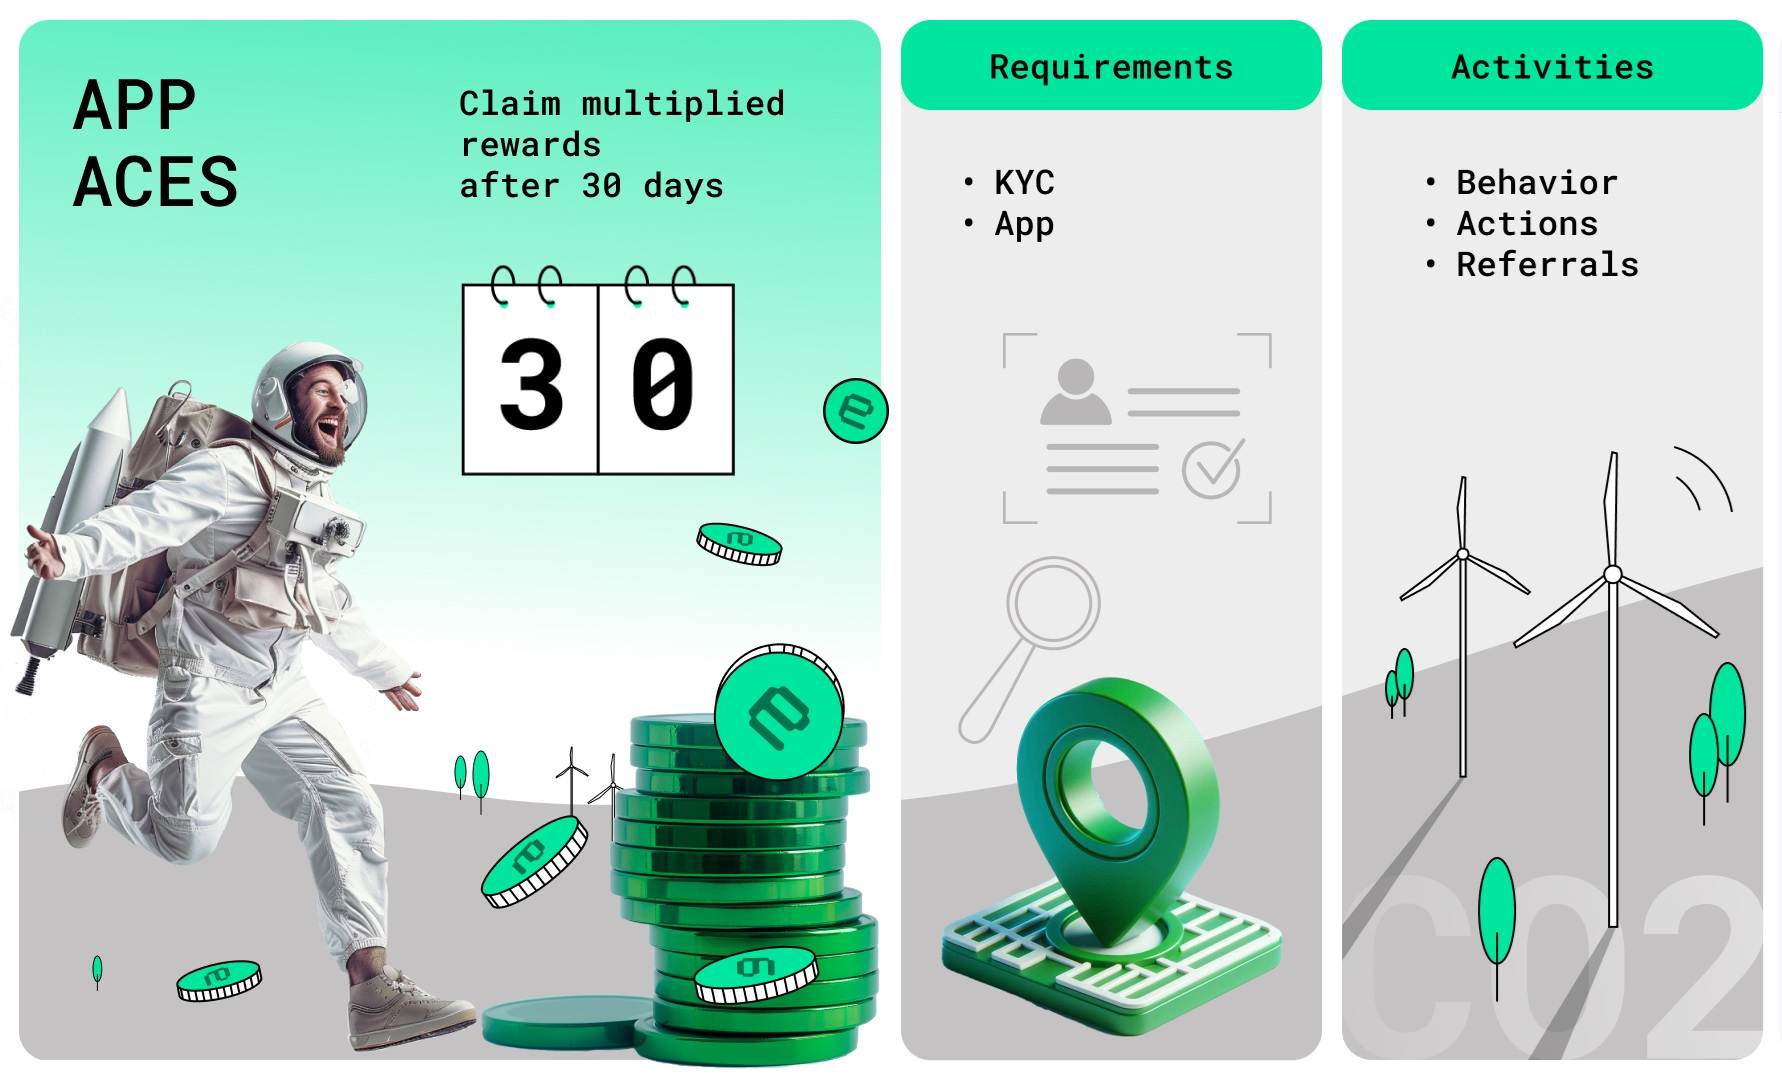 APP
ACES
Claim multiplied
rewards
after 30 days
30
Requirements
• KYC
• App
Activities
• Behavior
• Actions
• Referrals
CO2